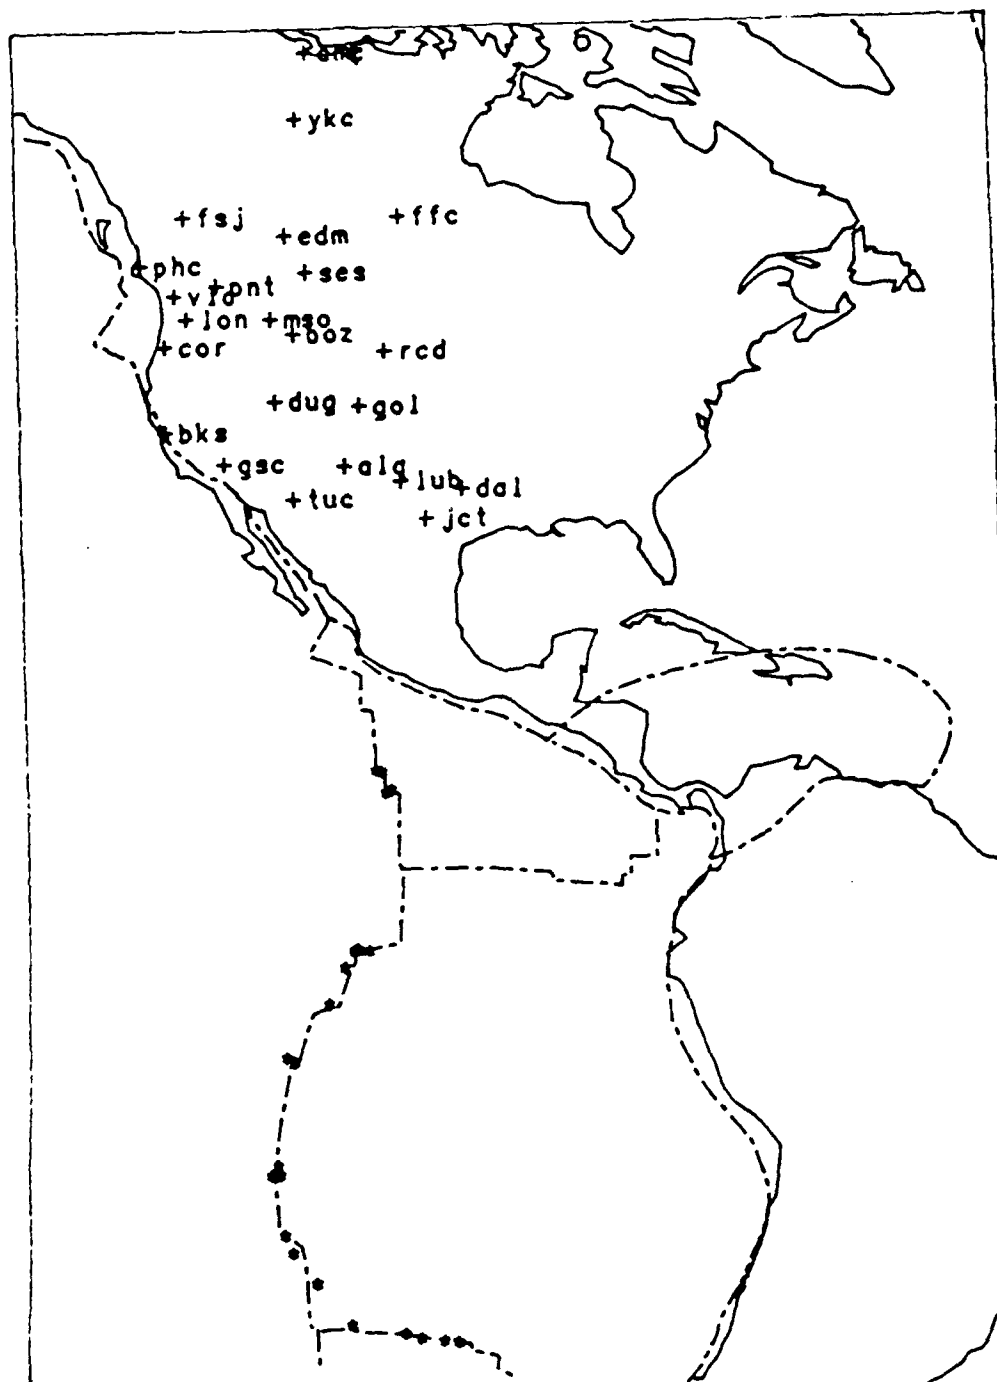 +ykc
+fsj
+ffc
+edm
+phc
+ses
+pnt
+lon
+mso
+boz
+cor
+rcd
+dug
+gol
+bks
+gsc
+alq
+lub
+dal
+tuc
+jct